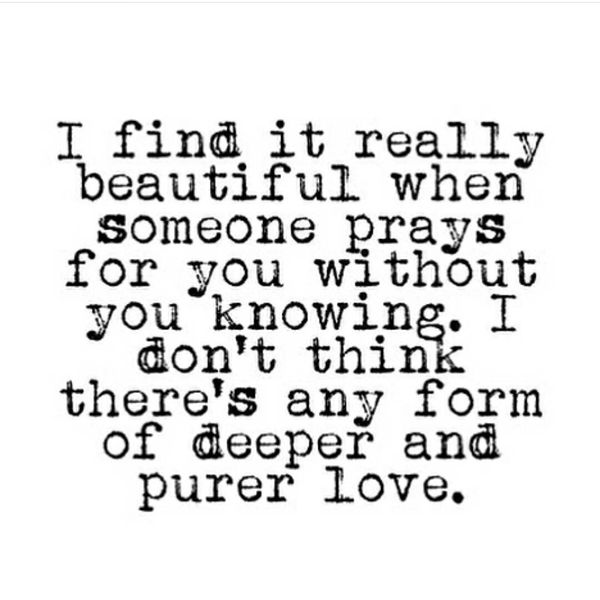 I find it really
beautiful when
someone prays
for you without
you knowing. I
don't think
there's any form
of deeper and
purer love.